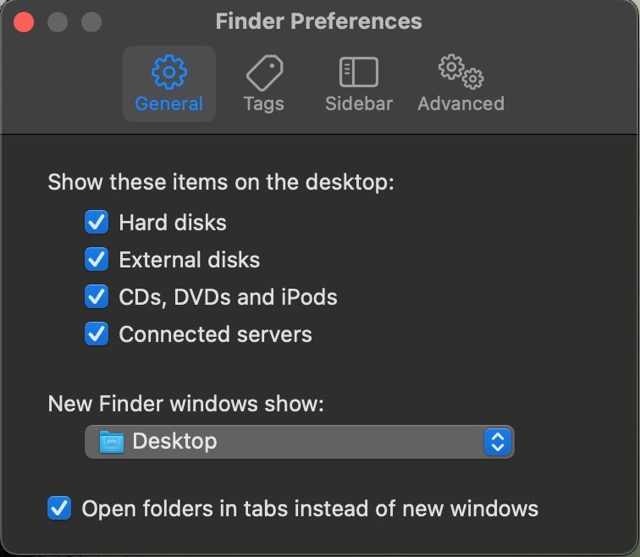 Finder Preferences
General Tags Sidebar Advanced
Show these items on the desktop:
Hard disks
External disks
CDs, DVDs and iPods
Connected servers
New Finder windows show:
Desktop
Open folders in tabs instead of new windows